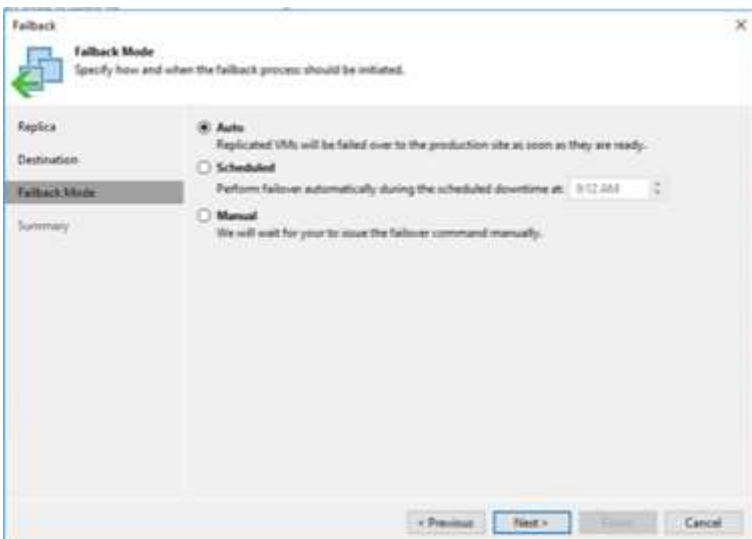 Failback
Failback Mode
Specify how and when the failback process should be initiated.
Replica
Destination
Failback Mode
Summary
Auto
Replicated VMs will be failed over to the production site as soon as they are ready.
Scheduled
Perform failover automatically during the scheduled downtime at: 9:12 AM
Manual
We will wait for your to issue the failover command manually.
< Previous
Next >
Cancel